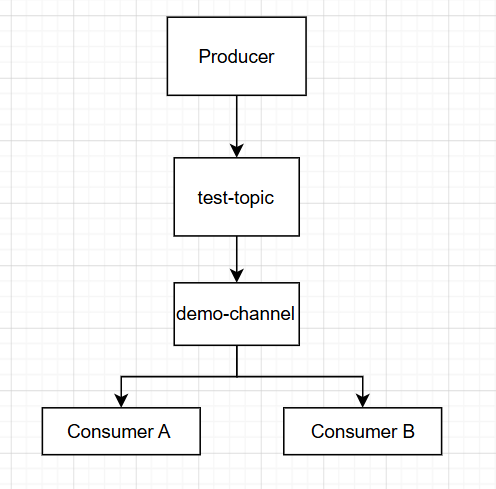 Producer
test-topic
demo-channel
Consumer A
Consumer B